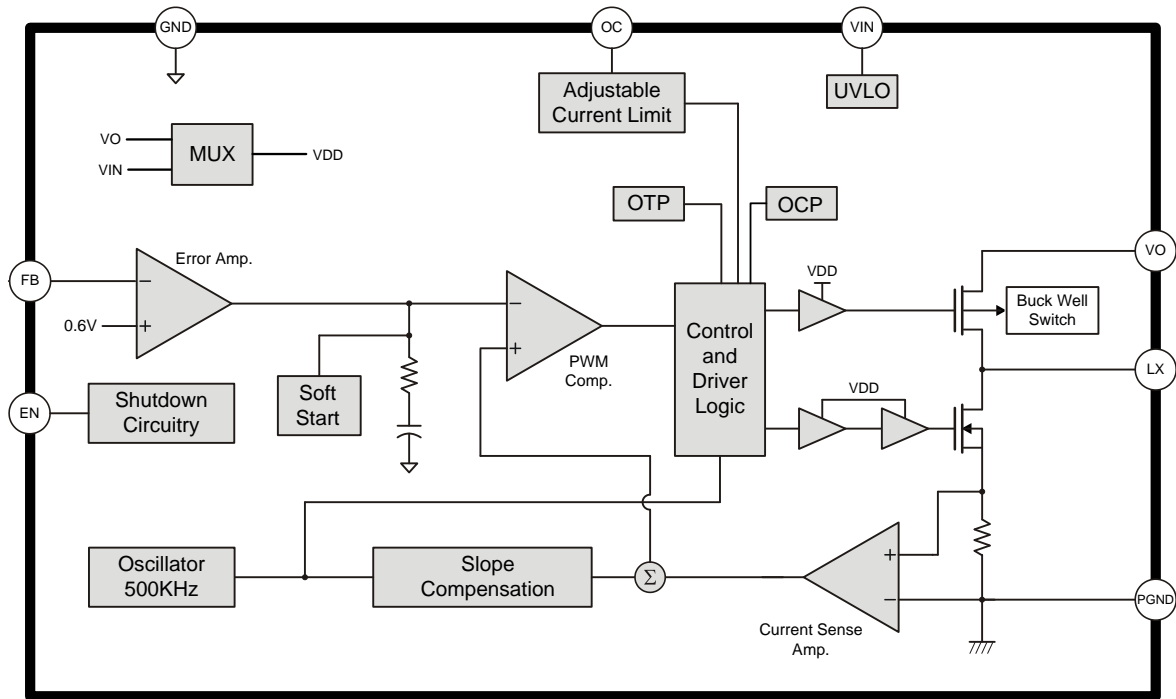 GND
OC
VIN
Adjustable
Current Limit
UVLO
VO
VIN
MUX
VDD
OTP
OCP
VO
FB
Error Amp.
−
+
0.6V
−
+
PWM
Comp.
Control
and
Driver
Logic
VDD
Buck Well
Switch
LX
EN
Shutdown
Circuitry
Soft
Start
VDD
Oscillator
500KHz
Slope
Compensation
Σ
+
−
Current Sense
Amp.
PGND